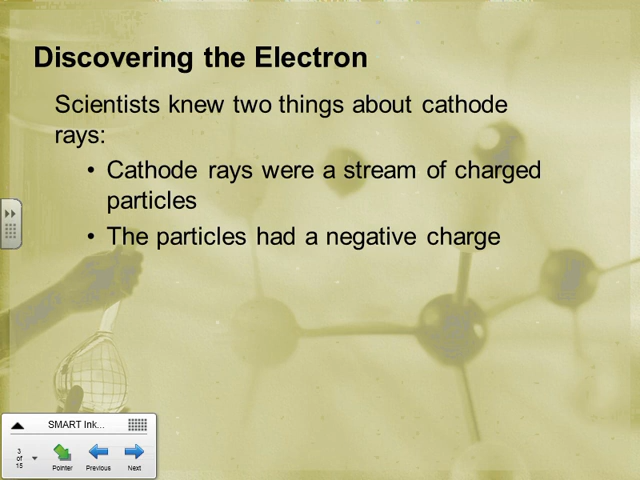 Discovering the Electron
Scientists knew two things about cathode
rays:
• Cathode rays were a stream of charged
particles
• The particles had a negative charge
SMART Ink...
3
of
15
Pointer
Previous
Next